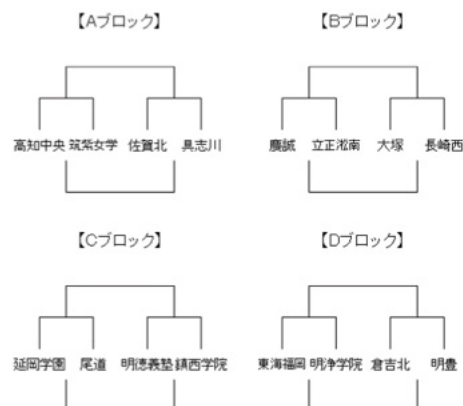 【Aブロック】 【Bブロック】
高知中央 筑紫女学 佐賀北 具志川 慶誠 立正淞南 大塚 長崎西
【Cブロック】 【Dブロック】
延岡学園 尾道 明徳義塾 鎮西学院 東海福岡 明浄学院 倉吉北 明豊